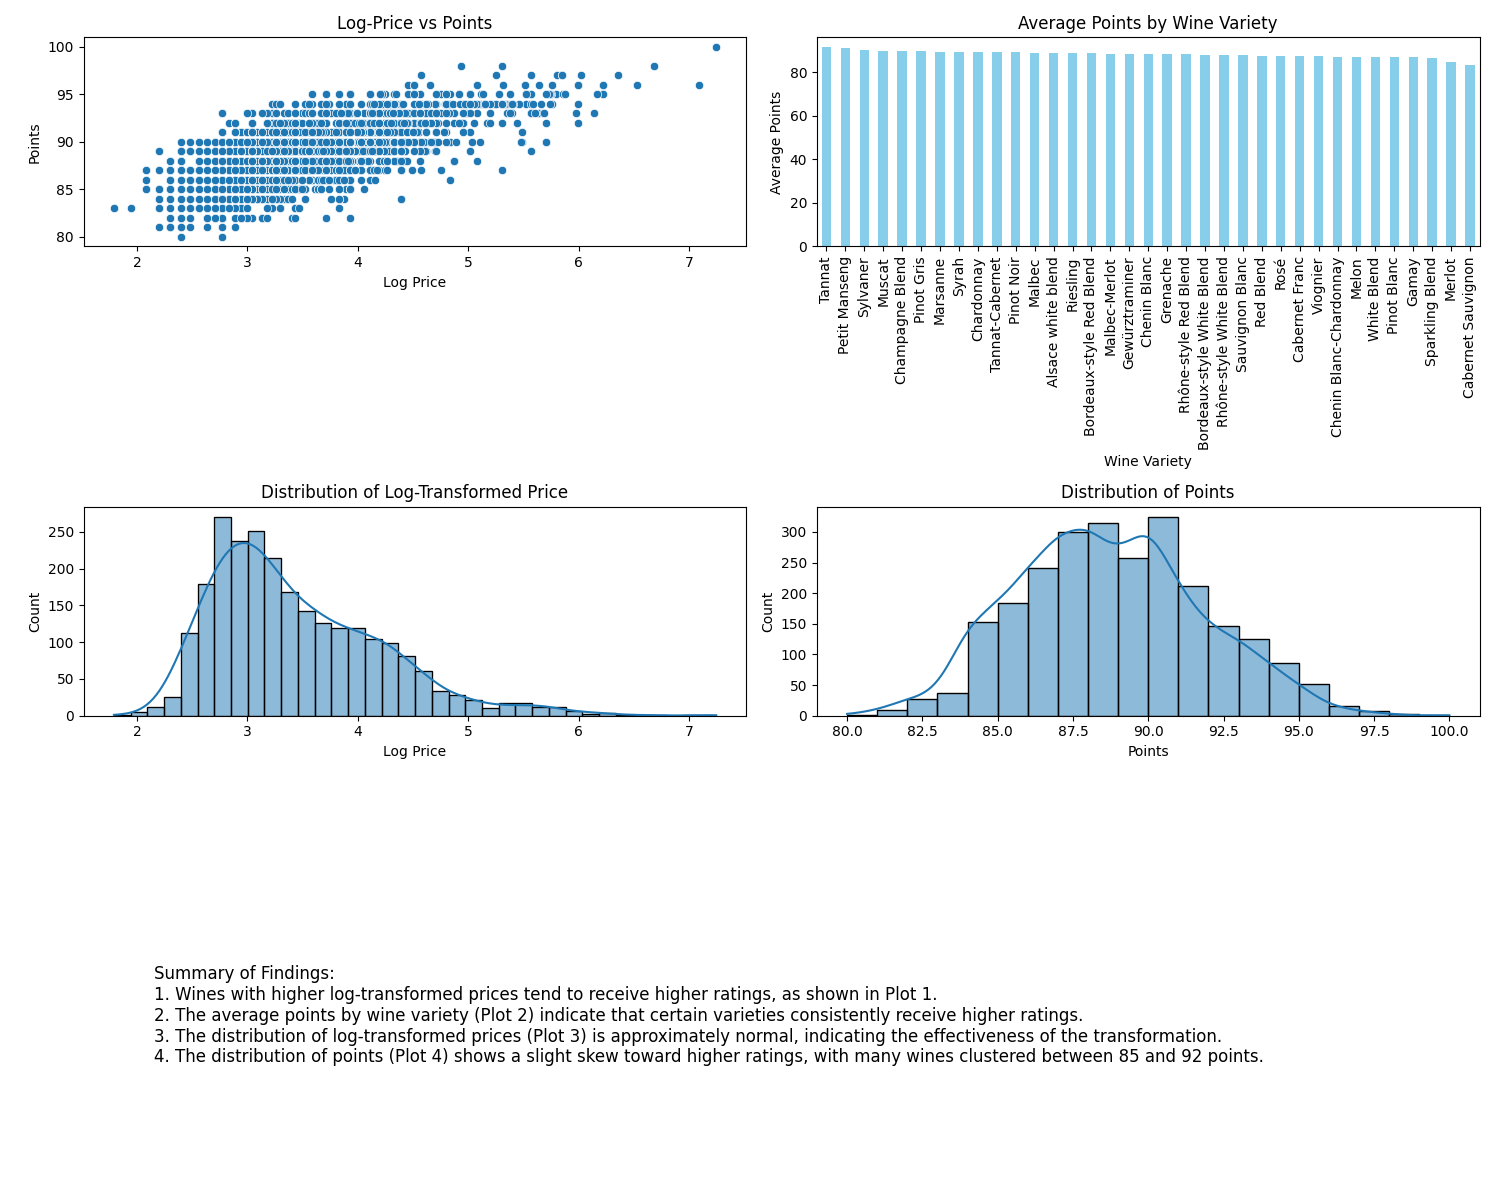 Log-Price vs Points
100
95
90
85
80
Points
2 3 4 5 6 7
Log Price
Average Points by Wine Variety
80
60
40
20
0
Average Points
Tannat
Petit Manseng
Sylvaner
Muscat
Champagne Blend
Pinot Gris
Marsanne
Syrah
Chardonnay
Tannat-Cabernet
Pinot Noir
Malbec
Alsace white blend
Riesling
Bordeaux-style Red Blend
Malbec-Merlot
Gewürztraminer
Chenin Blanc
Grenache
Rhône-style Red Blend
Bordeaux-style White Blend
Rhône-style White Blend
Sauvignon Blanc
Red Blend
Rosé
Cabernet Franc
Viognier
Chenin Blanc-Chardonnay
Melon
White Blend
Pinot Blanc
Gamay
Sparkling Blend
Merlot
Cabernet Sauvignon
Wine Variety
Distribution of Log-Transformed Price
250
200
150
100
50
0
Count
2 3 4 5 6 7
Log Price
Distribution of Points
300
250
200
150
100
50
0
Count
80.0 82.5 85.0 87.5 90.0 92.5 95.0 97.5 100.0
Points
Summary of Findings:
1. Wines with higher log-transformed prices tend to receive higher ratings, as shown in Plot 1.
2. The average points by wine variety (Plot 2) indicate that certain varieties consistently receive higher ratings.
3. The distribution of log-transformed prices (Plot 3) is approximately normal, indicating the effectiveness of the transformation.
4. The distribution of points (Plot 4) shows a slight skew toward higher ratings, with many wines clustered between 85 and 92 points.